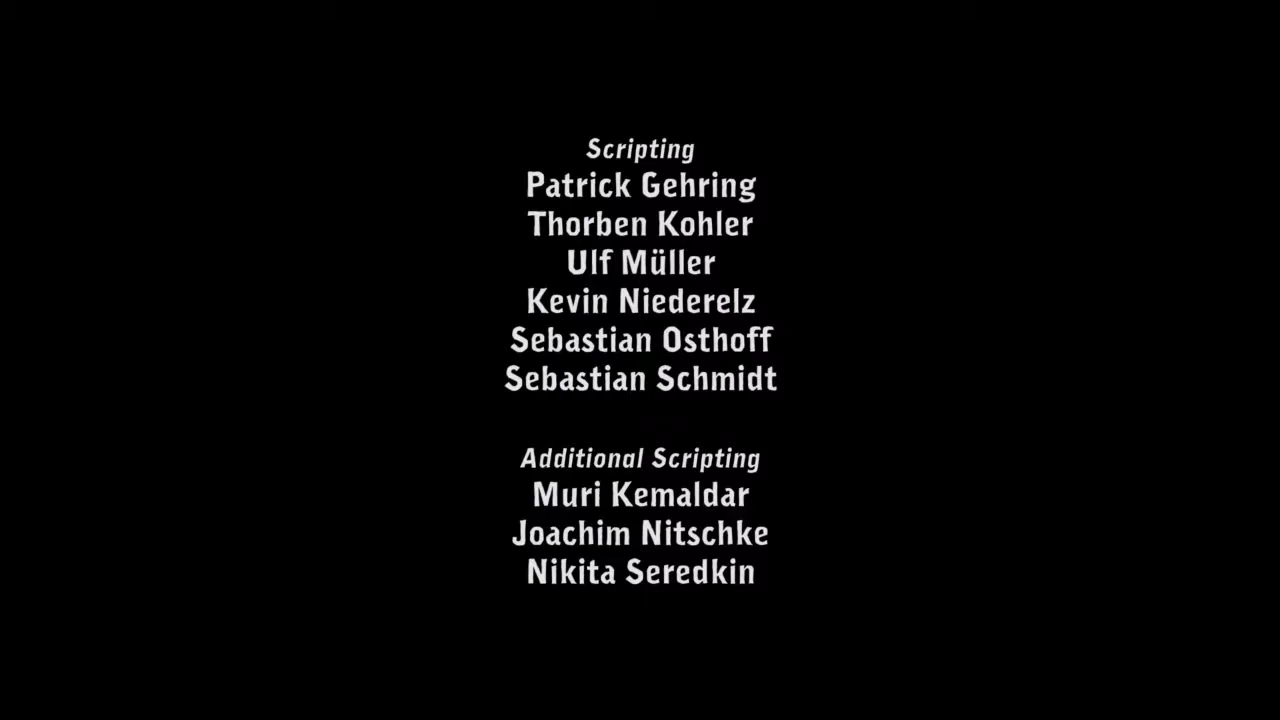 Scripting
Patrick Gehring
Thorben Kohler
Ulf Müller
Kevin Niederelz
Sebastian Osthoff
Sebastian Schmidt
Additional Scripting
Muri Kemaldar
Joachim Nitschke
Nikita Seredkin